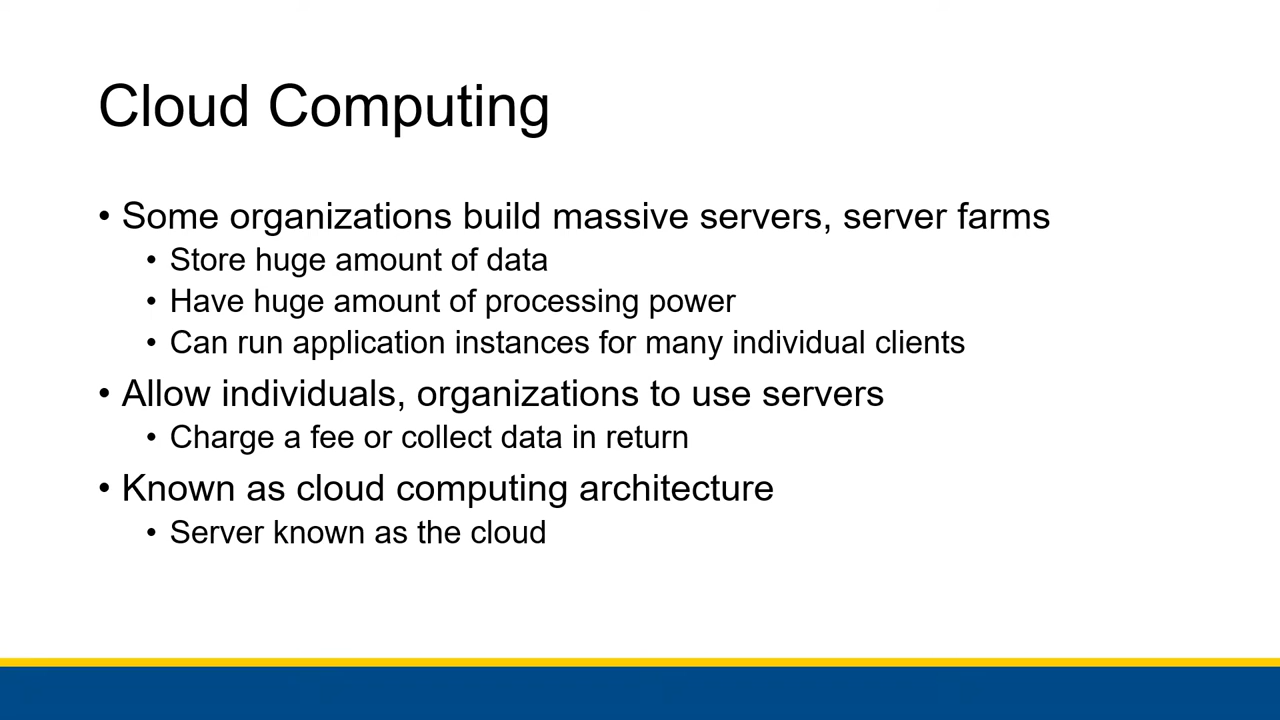 Cloud Computing
• Some organizations build massive servers, server farms
• Store huge amount of data
• Have huge amount of processing power
• Can run application instances for many individual clients
• Allow individuals, organizations to use servers
• Charge a fee or collect data in return
• Known as cloud computing architecture
• Server known as the cloud